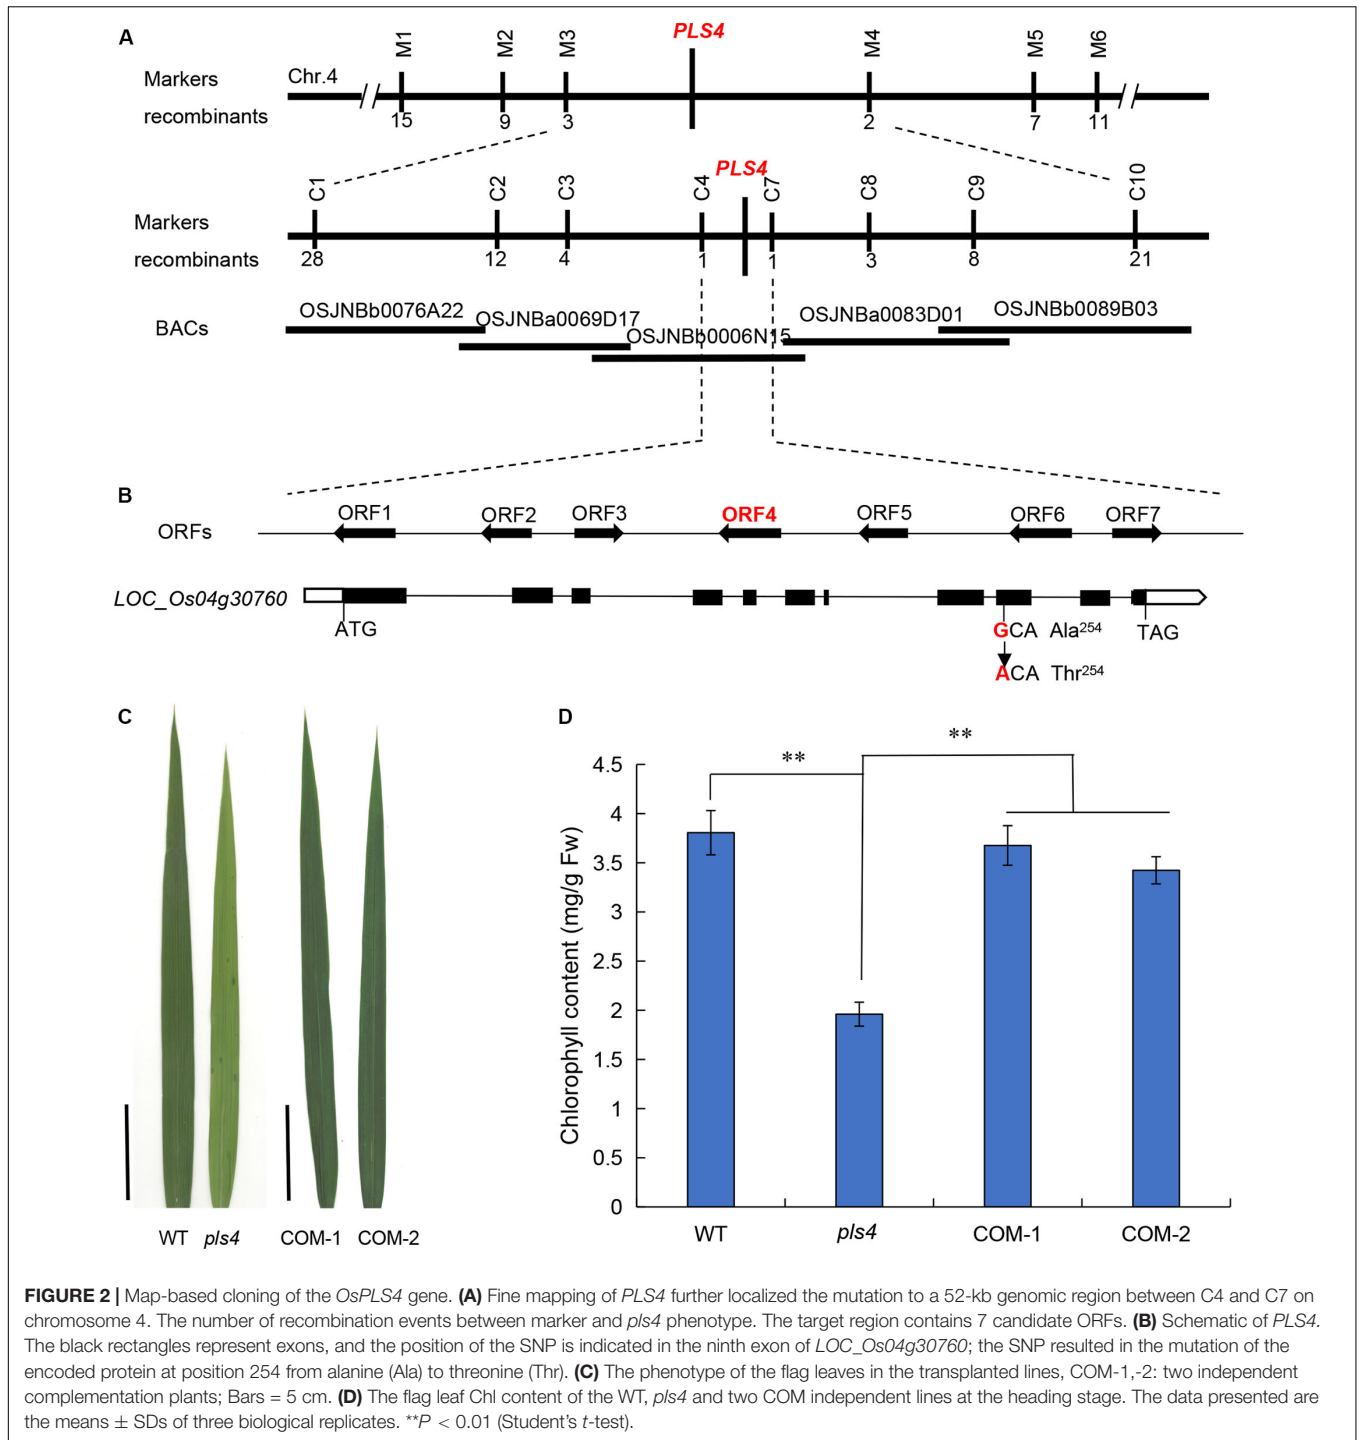 A
PLS4
M1 M2 M3 M4 M5 M6
Markers
Chr.4
recombinants
15 9 3 2 7 11
PLS4
C1 C2 C3 C4 C7 C8 C9 C10
Markers
recombinants
28 12 4 1 1 3 8 21
BACs
OSJNBb0076A22 OSJNBa0069D17 OSJNBb0006N15 OSJNBa0083D01 OSJNBb0089B03
B
ORFs
ORF1 ORF2 ORF3 ORF4 ORF5 ORF6 ORF7
LOC_Os04g30760
ATG GCA Ala254 TAG
ACA Thr254
C
WT pls4 COM-1 COM-2
D
** **
Chlorophyll content (mg/g Fw)
4.5
4
3.5
3
2.5
2
1.5
1
0.5
0
WT pls4 COM-1 COM-2
FIGURE 2 | Map-based cloning of the OsPLS4 gene. (A) Fine mapping of PLS4 further localized the mutation to a 52-kb genomic region between C4 and C7 on
chromosome 4. The number of recombination events between marker and pls4 phenotype. The target region contains 7 candidate ORFs. (B) Schematic of PLS4.
The black rectangles represent exons, and the position of the SNP is indicated in the ninth exon of LOC_Os04g30760; the SNP resulted in the mutation of the
encoded protein at position 254 from alanine (Ala) to threonine (Thr). (C) The phenotype of the flag leaves in the transplanted lines, COM-1,-2: two independent
complementation plants; Bars = 5 cm. (D) The flag leaf Chl content of the WT, pls4 and two COM independent lines at the heading stage. The data presented are
the means ± SDs of three biological replicates. **P < 0.01 (Student's t-test).